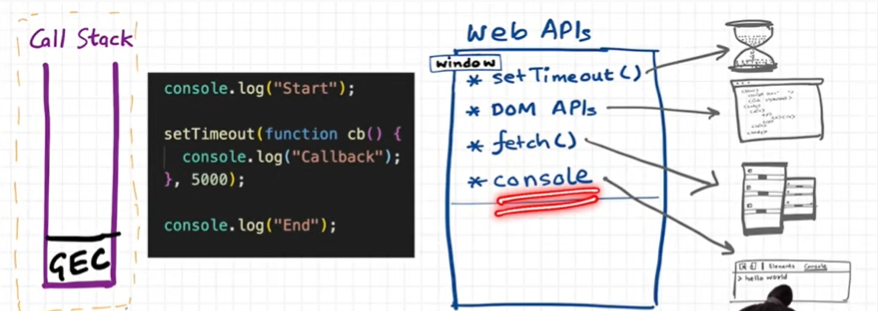 Call Stack
GEC
console.log("Start");
setTimeout(function cb() {
console.log("Callback");
}, 5000);
console.log("End");
Web APIs
window
* setTimeout()
* DOM APIs
* fetch()
* console
Elements Console
> hello world